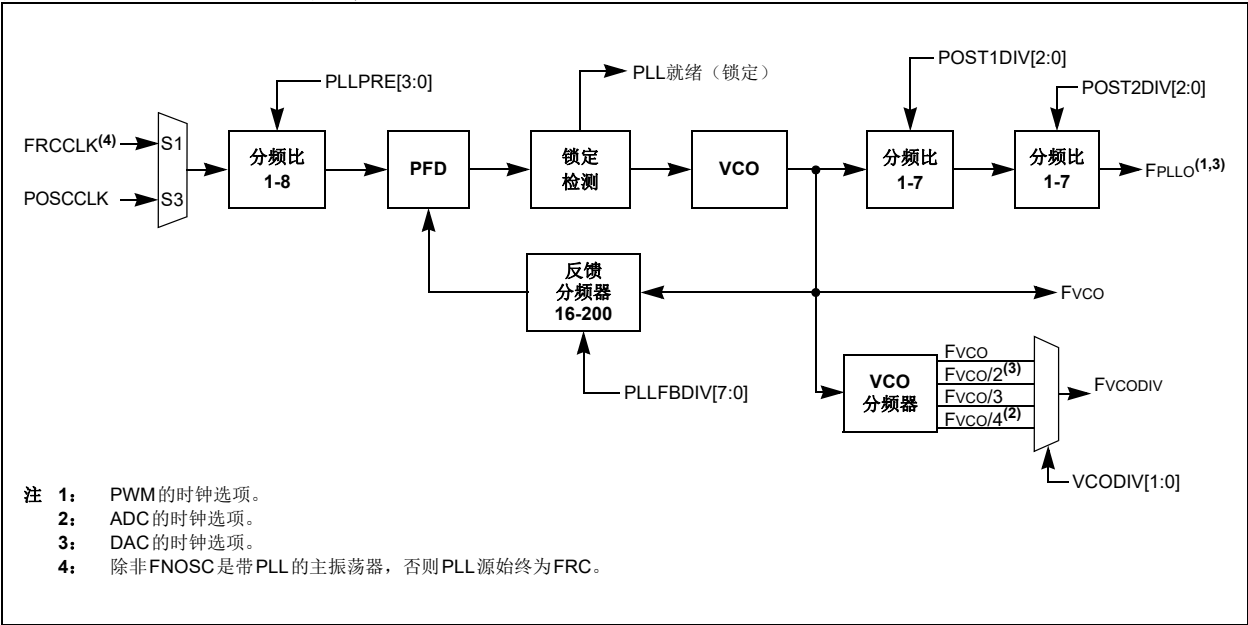 PLL就绪（锁定）
POST1DIV[2:0]
PLLPRE[3:0]
POST2DIV[2:0]
FRCCLK(4)
S1
POSCCLK
S3
分频比
1-8
PFD
锁定
检测
VCO
分频比
1-7
分频比
1-7
FPLLO(1,3)
反馈
分频器
16-200
FVCO
PLLFBDIV[7:0]
VCO
分频器
FVCO
FVCO/2(3)
FVCO/3
FVCO/4(2)
FVCODIV
VCODIV[1:0]
注 1： PWM的时钟选项。
2： ADC的时钟选项。
3： DAC的时钟选项。
4： 除非FNOSC是带PLL的主振荡器，否则PLL源始终为FRC。